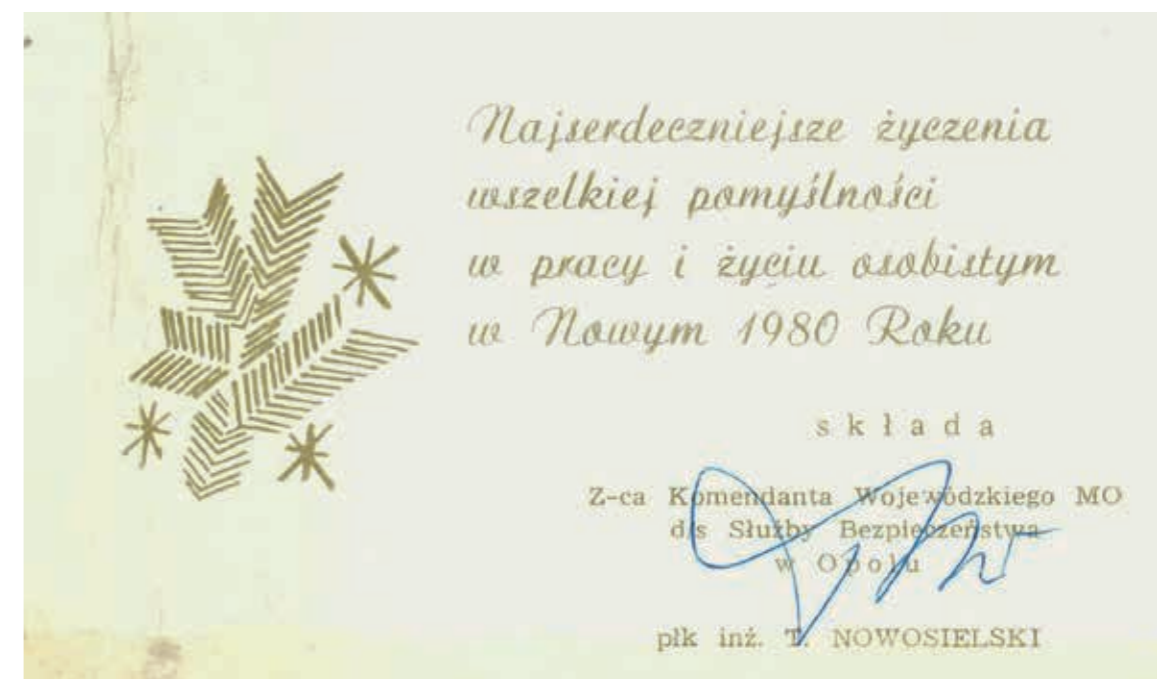 Najserdeczniejsze życzenia
wszelkiej pomyślności
w pracy i życiu osobistym
w Nowym 1980 Roku
składa
Z-ca Komendanta Wojewódzkiego MO
d/s Służby Bezpieczeństwa
w Opolu
płk inż. T. NOWOSIELSKI